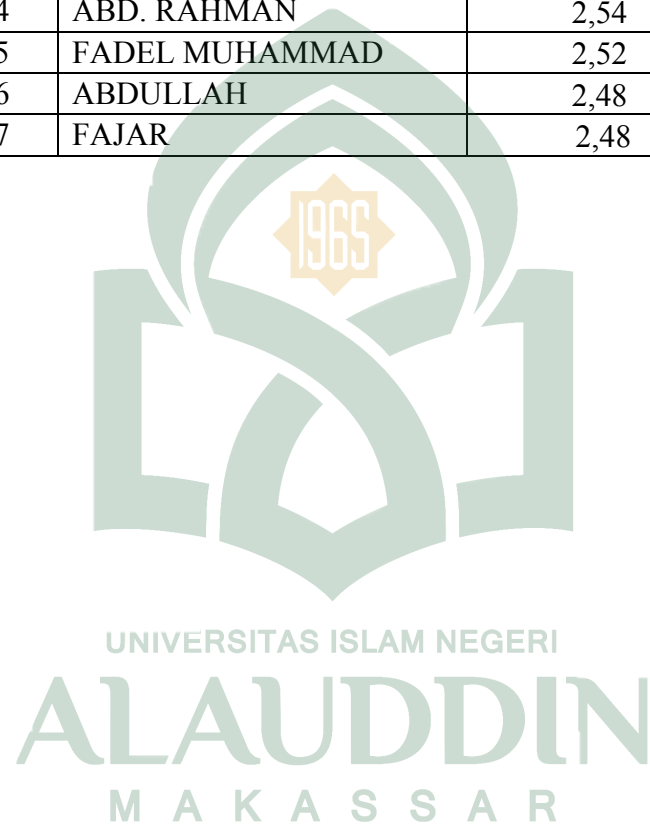 4 ABD. RAHMAN 2,54
5 FADEL MUHAMMAD 2,52
6 ABDULLAH 2,48
7 FAJAR 2,48
1965
UNIVERSITAS ISLAM NEGERI
ALAUDDIN
MAKASSAR